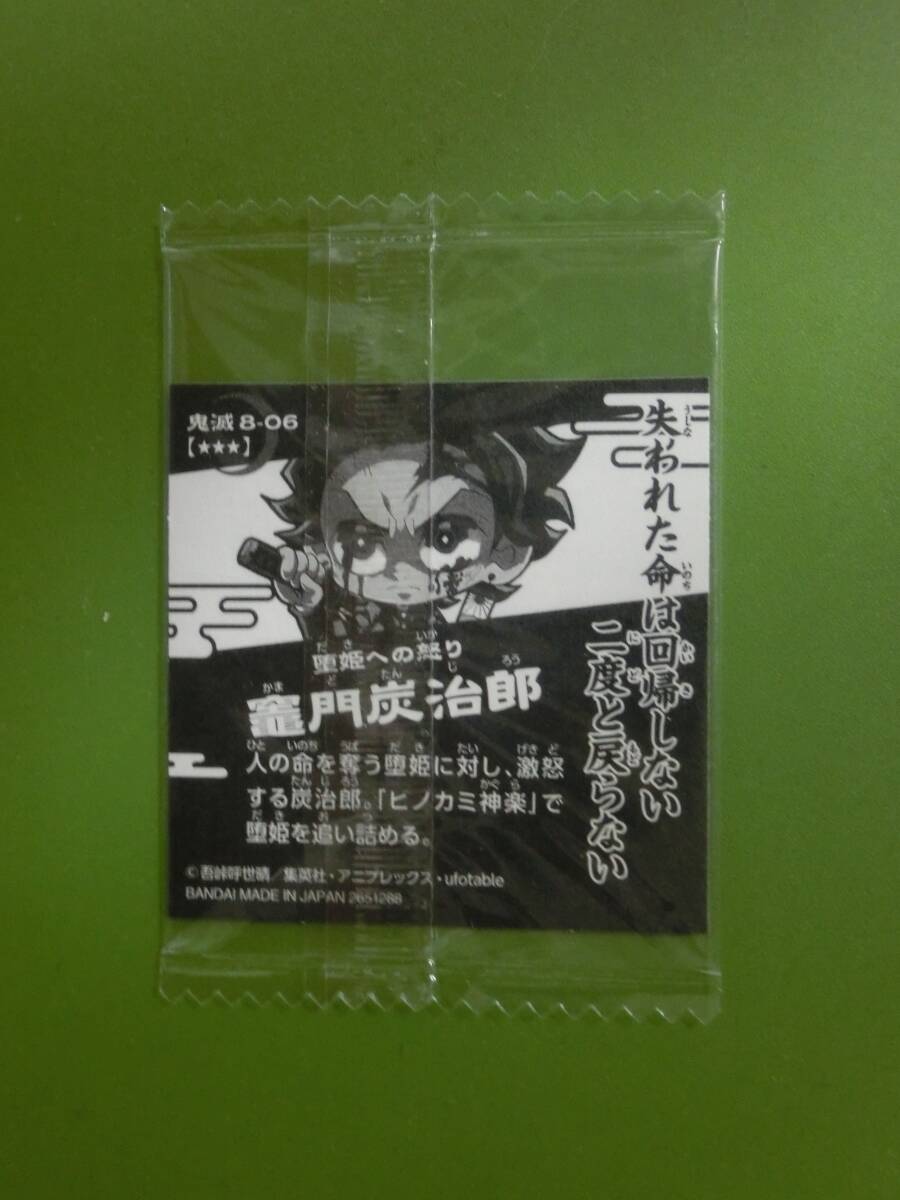 鬼滅 8-06
【★★★】
失われた命は回帰しない
二度と戻らない
堕姫への怒り
竈門炭治郎
人の命を奪う堕姫に対し、激怒
する炭治郎。「ヒノカミ神楽」で
堕姫を追い詰める。
©吾峠呼世晴／集英社・アニプレックス・ufotable
BANDAI MADE IN JAPAN 2651288